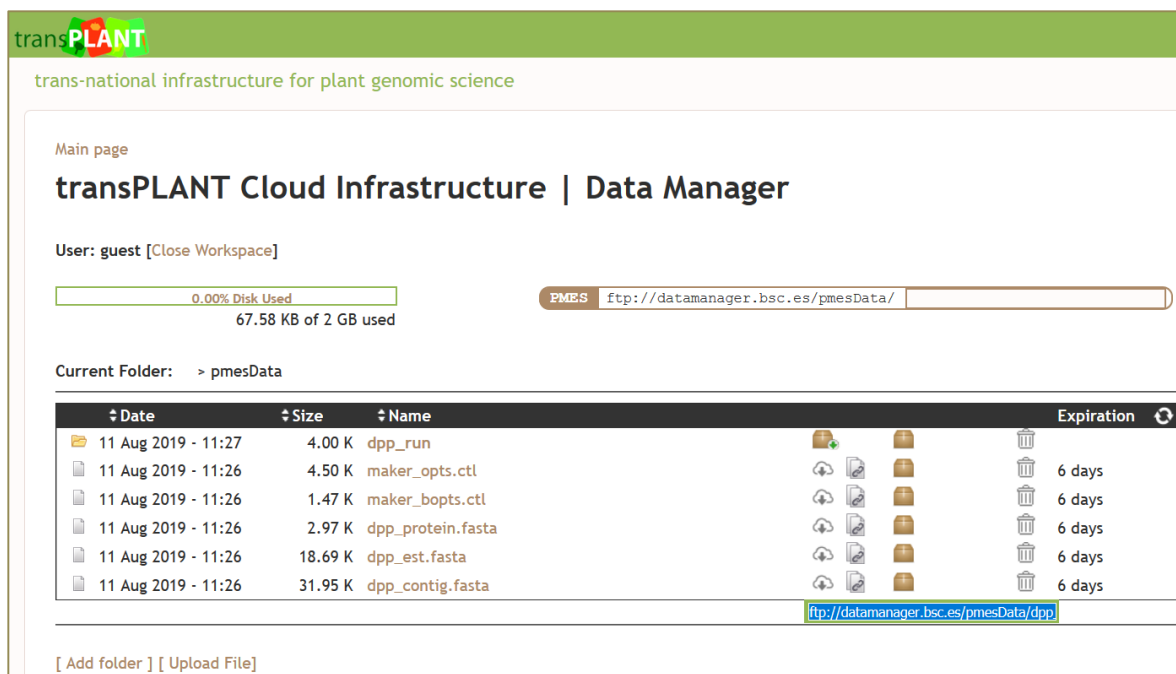 transPLANT
trans-national infrastructure for plant genomic science
Main page
transPLANT Cloud Infrastructure | Data Manager
User: guest [Close Workspace]
0.00% Disk Used
67.58 KB of 2 GB used
PMES ftp://datamanager.bsc.es/pmesData/
Current Folder: > pmesData
Date Size Name Expiration
11 Aug 2019 - 11:27 4.00 K dpp_run
11 Aug 2019 - 11:26 4.50 K maker_opts.ctl 6 days
11 Aug 2019 - 11:26 1.47 K maker_bopts.ctl 6 days
11 Aug 2019 - 11:26 2.97 K dpp_protein.fasta 6 days
11 Aug 2019 - 11:26 18.69 K dpp_est.fasta 6 days
11 Aug 2019 - 11:26 31.95 K dpp_contig.fasta 6 days
ftp://datamanager.bsc.es/pmesData/dpp_
[ Add folder ] [ Upload File]